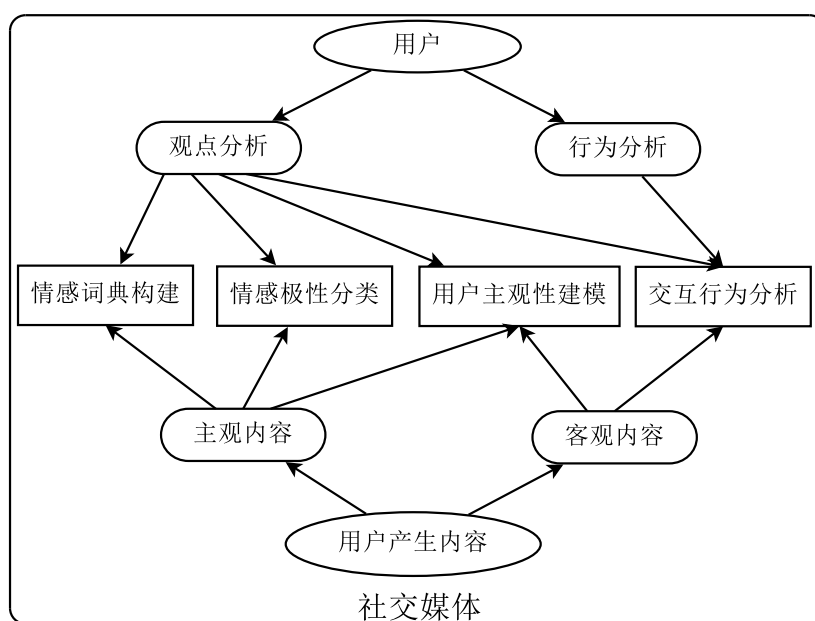 用户
观点分析
行为分析
情感词典构建
情感极性分类
用户主观性建模
交互行为分析
主观内容
客观内容
用户产生内容
社交媒体